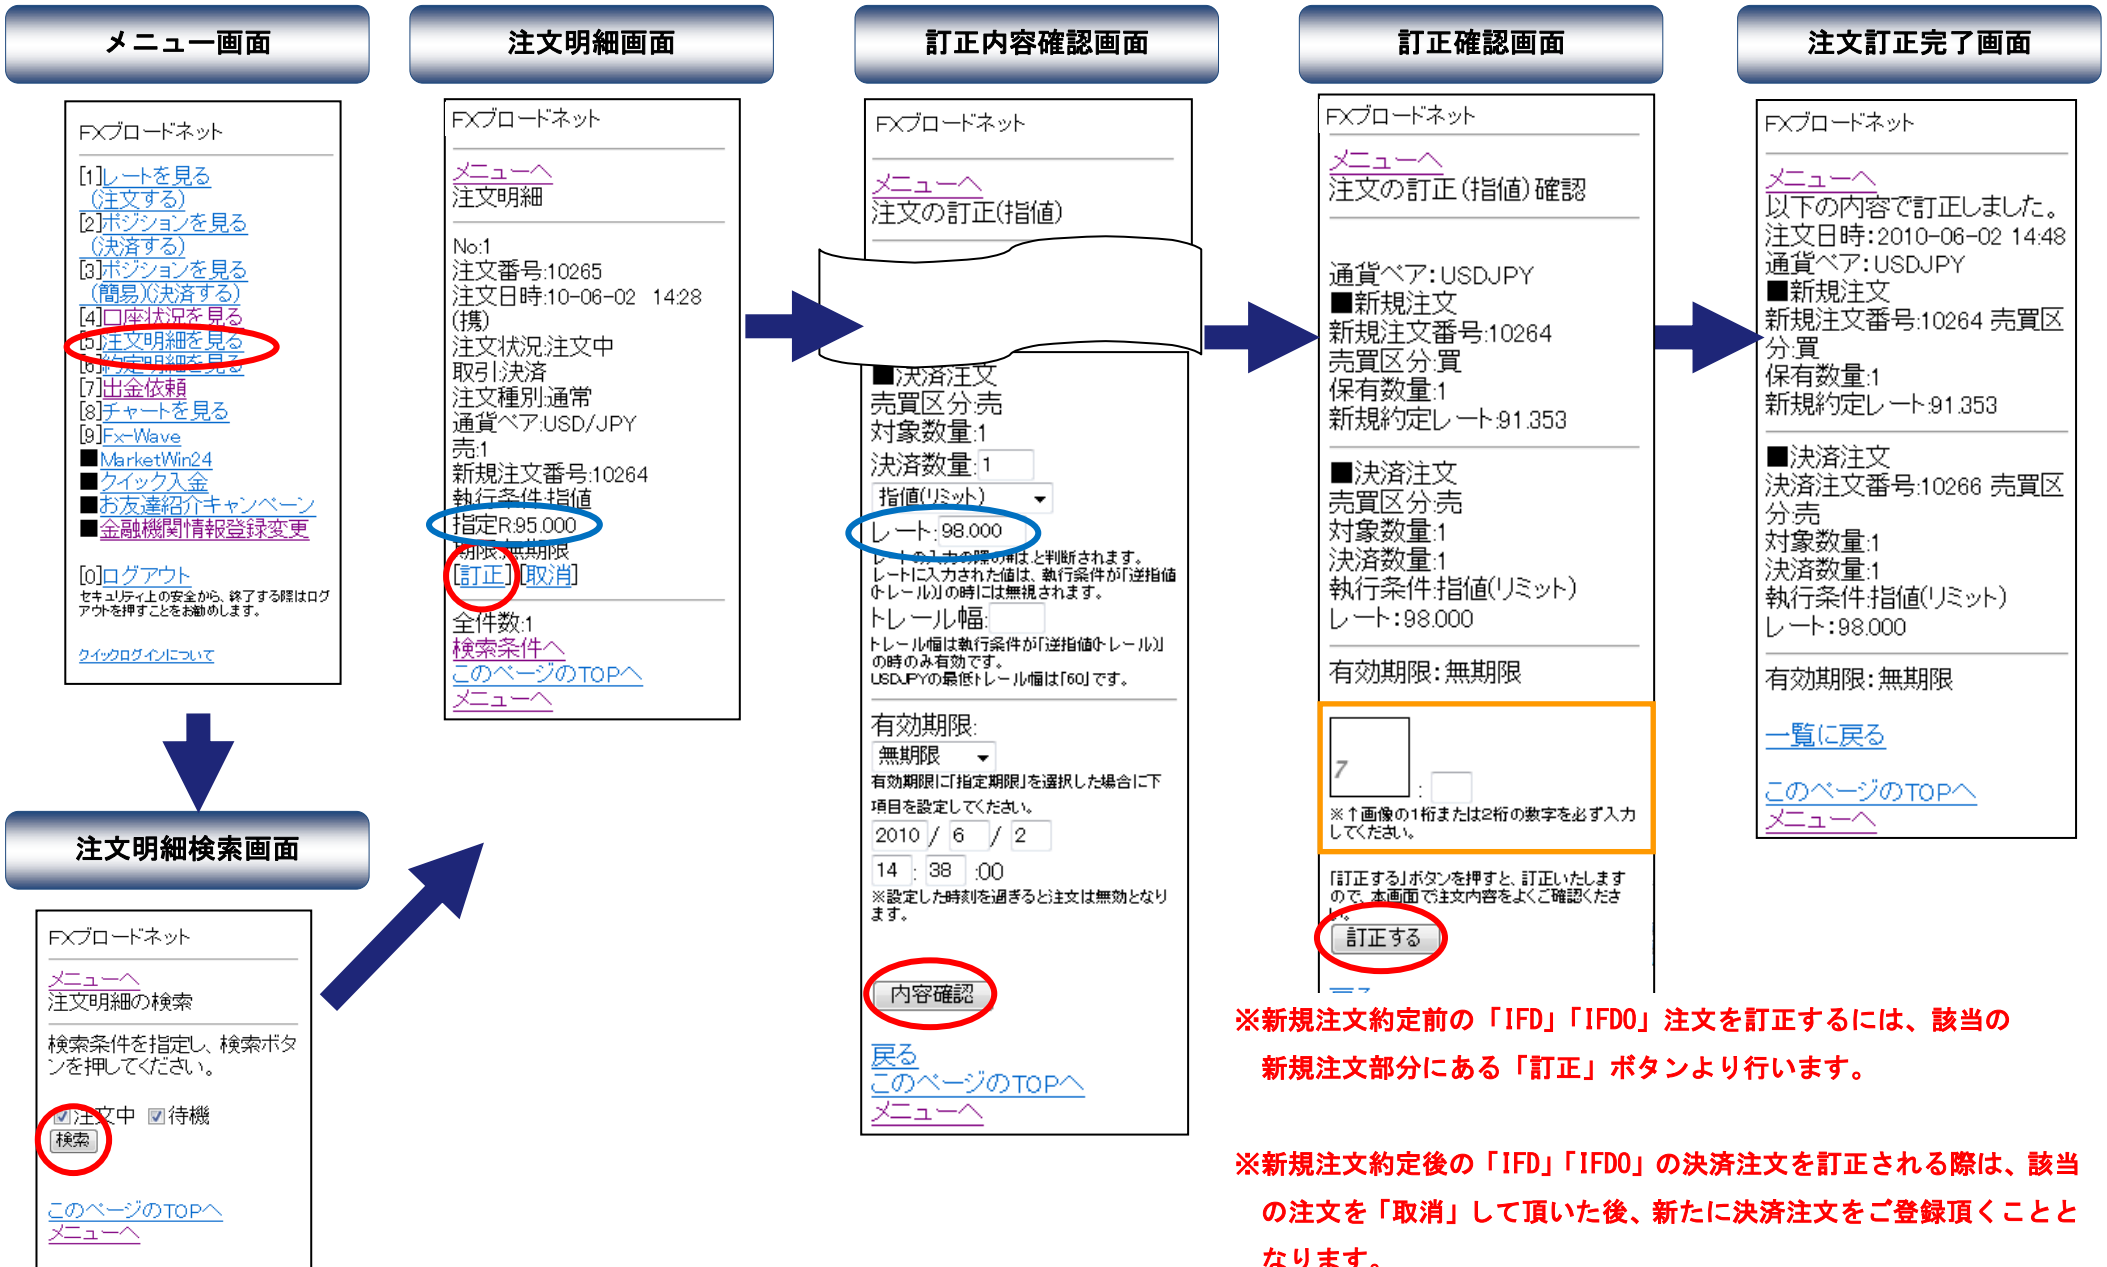 メニュー画面
FXブロードネット
[1]レートを見る
(注文する)
[2]ポジションを見る
(決済する)
[3]ポジションを見る
(簡易)(決済する)
[4]口座状況を見る
[5]注文明細を見る
[6]約定明細を見る
[7]出金依頼
[8]チャートを見る
[9]Fx-Wave
■MarketWin24
■クイック入金
■お友達紹介キャンペーン
■金融機関情報登録変更
[0]ログアウト
セキュリティ上の安全から、終了する際はログ
アウトを押すことをお勧めします。
クイックログインについて
注文明細検索画面
FXブロードネット
メニューへ
注文明細の検索
検索条件を指定し、検索ボタ
ンを押してください。
注文中 待機
検索
このページのTOPへ
メニューへ
注文明細画面
FXブロードネット
メニューへ
注文明細
No:1
注文番号:10265
注文日時:10-06-02 14:28
(携)
注文状況:注文中
取引:決済
注文種別:通常
通貨ペア:USD/JPY
売:1
新規注文番号:10264
執行条件:指値
指定R:95.000
期限:無期限
[訂正][取消]
全件数:1
検索条件へ
このページのTOPへ
メニューへ
訂正内容確認画面
FXブロードネット
メニューへ
注文の訂正(指値)
■決済注文
売買区分:売
対象数量:1
決済数量:1
指値(リミット)
レート:98.000
レートの入力の際の#は.と判断されます。
レートに入力された値は、執行条件が「逆指値
(トレール)」の時には無視されます。
トレール幅:
トレール幅は執行条件が「逆指値(トレール)」
の時のみ有効です。
USDJPYの最低トレール幅は「60」です。
有効期限:
無期限
有効期限に「指定期限」を選択した場合に下
項目を設定してください。
2010 / 6 / 2
14 : 38 :00
※設定した時刻を過ぎると注文は無効となり
ます。
内容確認
戻る
このページのTOPへ
メニューへ
訂正確認画面
FXブロードネット
メニューへ
注文の訂正(指値)確認
通貨ペア:USDJPY
■新規注文
新規注文番号:10264
売買区分:買
保有数量:1
新規約定レート:91.353
■決済注文
売買区分:売
対象数量:1
決済数量:1
執行条件:指値(リミット)
レート:98.000
有効期限:無期限
7
:
※↑画像の1桁または2桁の数字を必ず入力
してください。
「訂正する」ボタンを押すと、訂正いたします
ので、本画面で注文内容をよくご確認くださ
い。
訂正する
戻る
注文訂正完了画面
FXブロードネット
メニューへ
以下の内容で訂正しました。
注文日時:2010-06-02 14:48
通貨ペア:USDJPY
■新規注文
新規注文番号:10264 売買区
分:買
保有数量:1
新規約定レート:91.353
■決済注文
決済注文番号:10266 売買区
分:売
対象数量:1
決済数量:1
執行条件:指値(リミット)
レート:98.000
有効期限:無期限
一覧に戻る
このページのTOPへ
メニューへ
※新規注文約定前の「IFD」「IFDO」注文を訂正するには、該当の
新規注文部分にある「訂正」ボタンより行います。
※新規注文約定後の「IFD」「IFDO」の決済注文を訂正される際は、該当
の注文を「取消」して頂いた後、新たに決済注文をご登録頂くことと
なります。